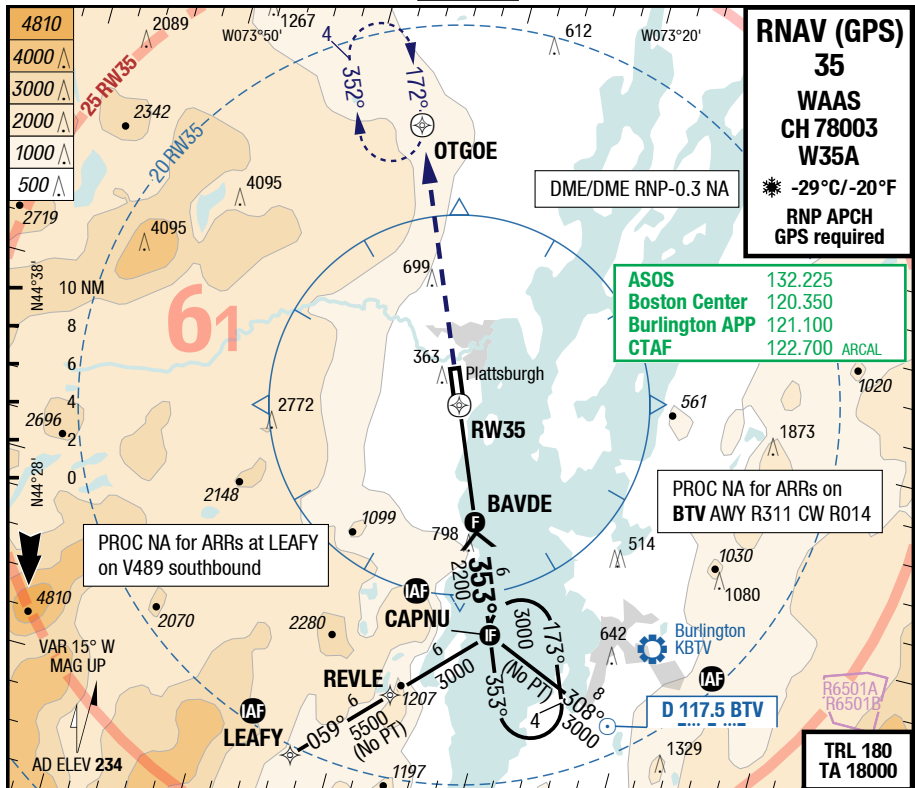 4810
4000
3000
2000
1000
500
2089
1267
W073°50'
4
352°
172°
612
W073°20'
RNAV (GPS)
35
WAAS
CH 78003
W35A
-29°C/-20°F
RNP APCH
GPS required
25 RW35
20 RW35
2342
OTGOE
DME/DME RNP-0.3 NA
4095
4095
2719
699
ASOS 132.225
Boston Center 120.350
Burlington APP 121.100
CTAF 122.700 ARCAL
N44°38'
10 NM
8
6
4
2
0
61
363
Plattsburgh
1020
2696
2772
RW35
561
1873
N44°28'
2148
BAVDE
F
PROC NA for ARRs on
BTV AWY R311 CW R014
1099
798
PROC NA for ARRs at LEAFY
on V489 southbound
6
353°
2200
514
1030
1080
4810
2070
IAF
CAPNU
2280
IF
3000
173°
642
Burlington
KBTV
VAR 15° W
MAG UP
REVLE
6
3000
1207
(No PT)
353°
8
308°
3000
4
IAF
R6501A
R6501B
IAF
LEAFY
059°
6
5500
(No PT)
D 117.5 BTV
1329
1197
AD ELEV 234
TRL 180
TA 18000